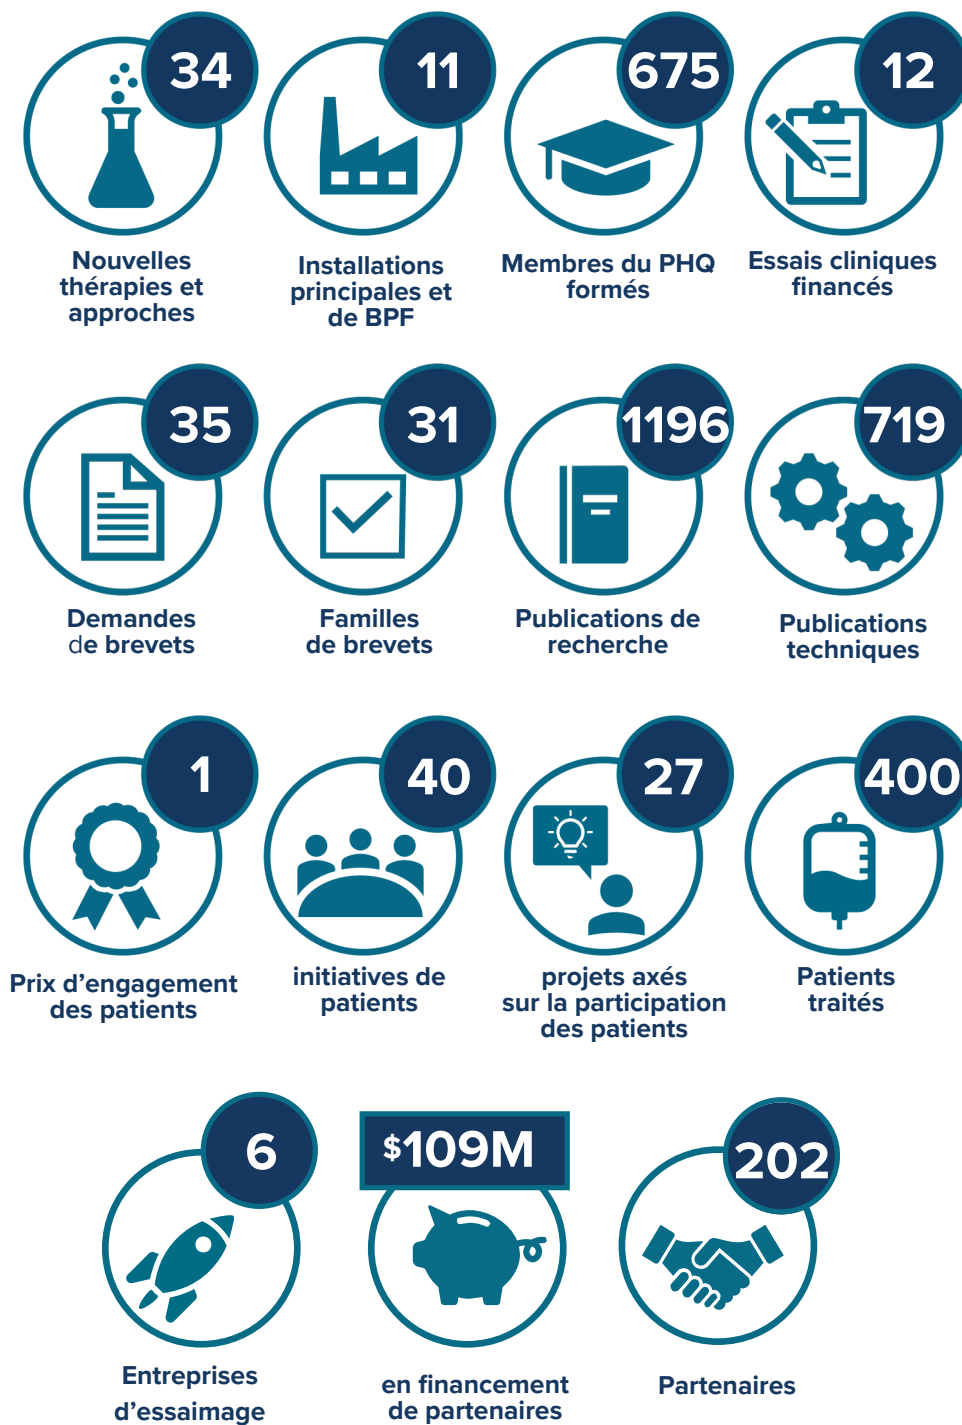 34
Nouvelles
thérapies et
approches
11
Installations
principales et
de BPF
675
Membres du PHQ
formés
12
Essais cliniques
financés
35
Demandes
de brevets
31
Familles
de brevets
1196
Publications de
recherche
719
Publications
techniques
1
Prix d’engagement
des patients
40
initiatives de
patients
27
projets axés
sur la participation
des patients
400
Patients
traités
6
Entreprises
d’essaimage
$109M
en financement
de partenaires
202
Partenaires